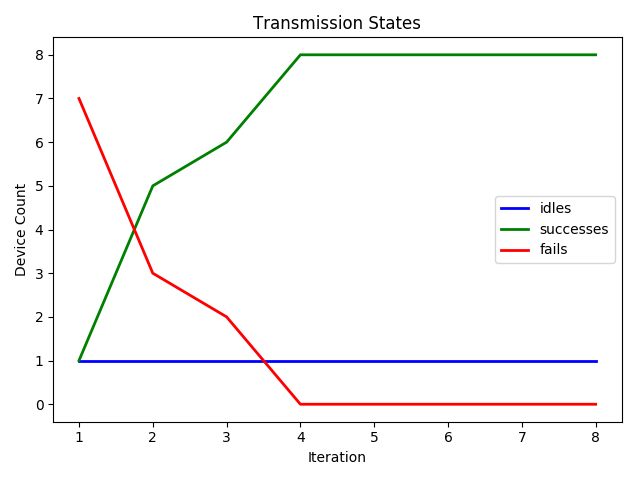 Transmission States
Device Count
8
7
6
5
4
3
2
1
0
idles
successes
fails
1 2 3 4 5 6 7 8
Iteration